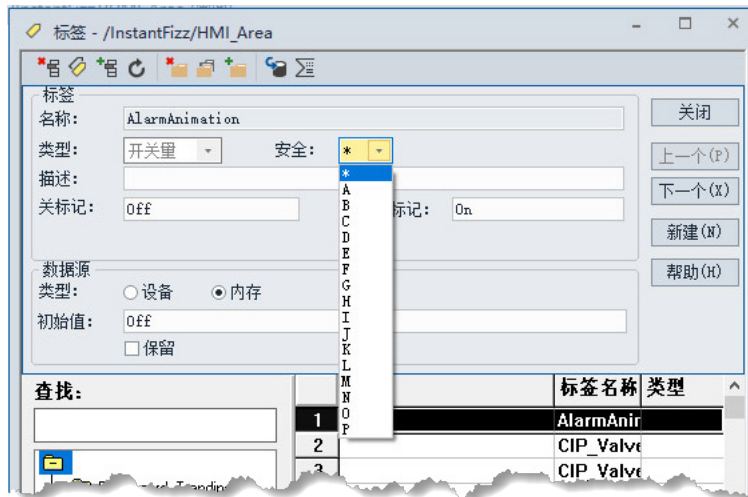 标签 - /InstantFizz/HMI_Area
标签
名称: AlarmAnimation
关闭
类型: 开关量 安全: *
上一个(P)
描述:
下一个(X)
关标记: Off 标记: On
新建(N)
帮助(H)
*
A
B
C
D
E
F
G
H
I
J
K
L
M
N
O
P
数据源
类型: 设备 内存
初始值: Off
保留
查找:
标签名称 类型
1 AlarmAnir
2 CIP_Valve
3 CIP_Valve